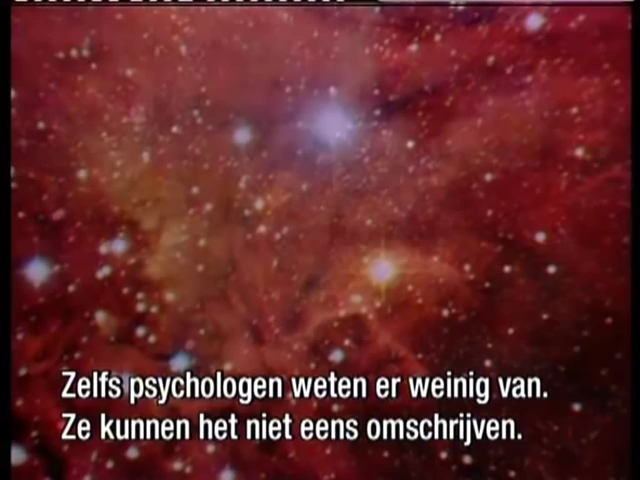 Zelfs psychologen weten er weinig van.
Ze kunnen het niet eens omschrijven.